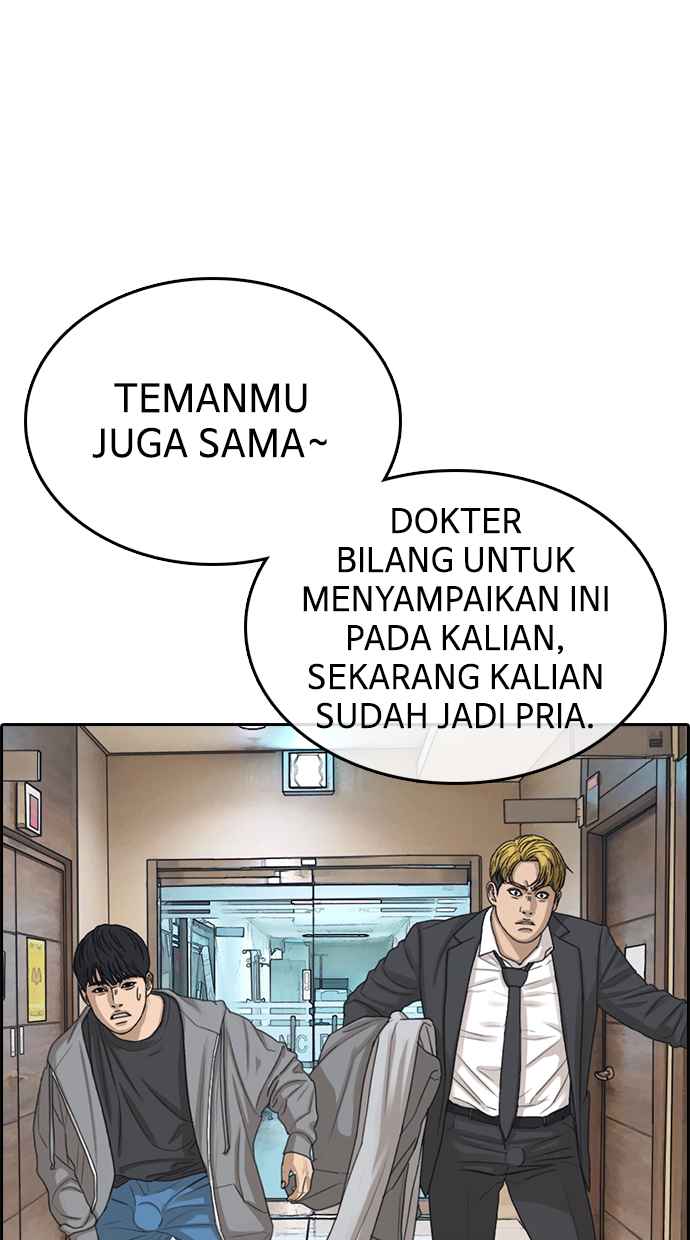 TEMANMU
JUGA SAMA~
DOKTER
BILANG UNTUK
MENYAMPAIKAN INI
PADA KALIAN,
SEKARANG KALIAN
SUDAH JADI PRIA.